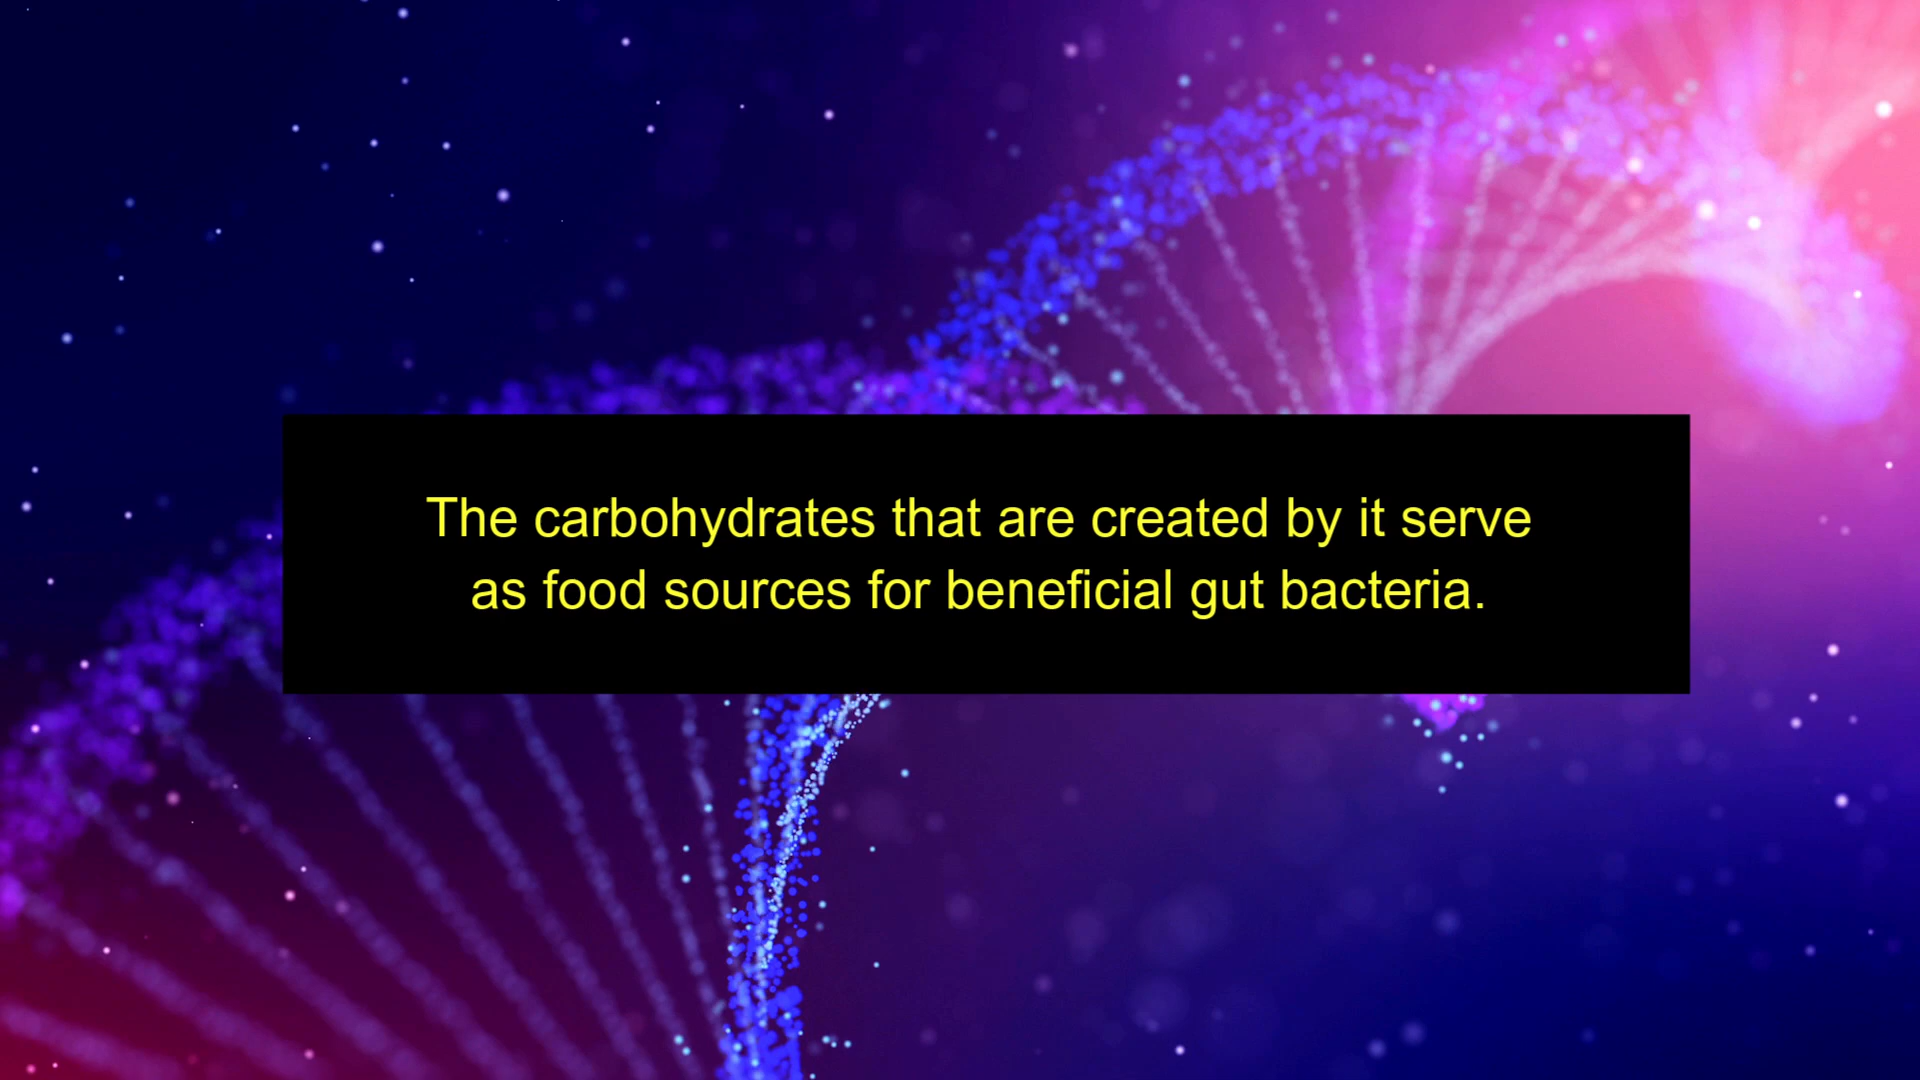 The carbohydrates that are created by it serve
as food sources for beneficial gut bacteria.